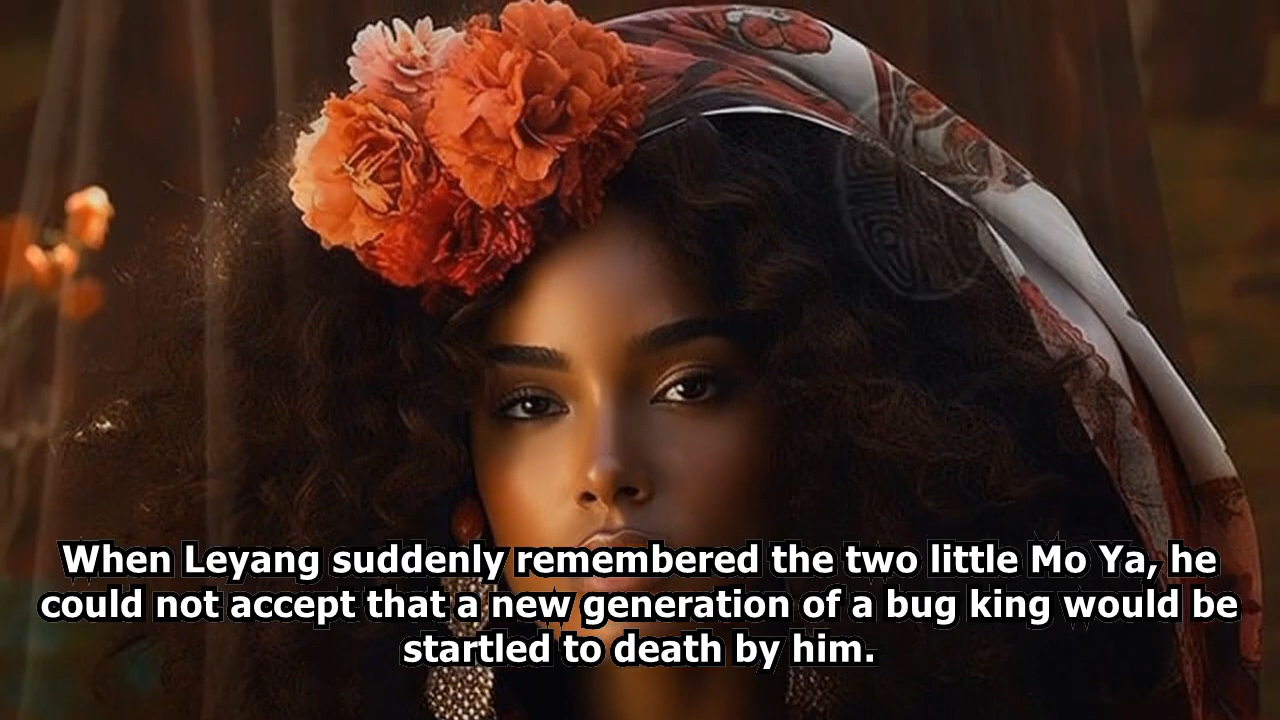 When Leyang suddenly remembered the two little Mo Ya, he
could not accept that a new generation of a bug king would be
startled to death by him.